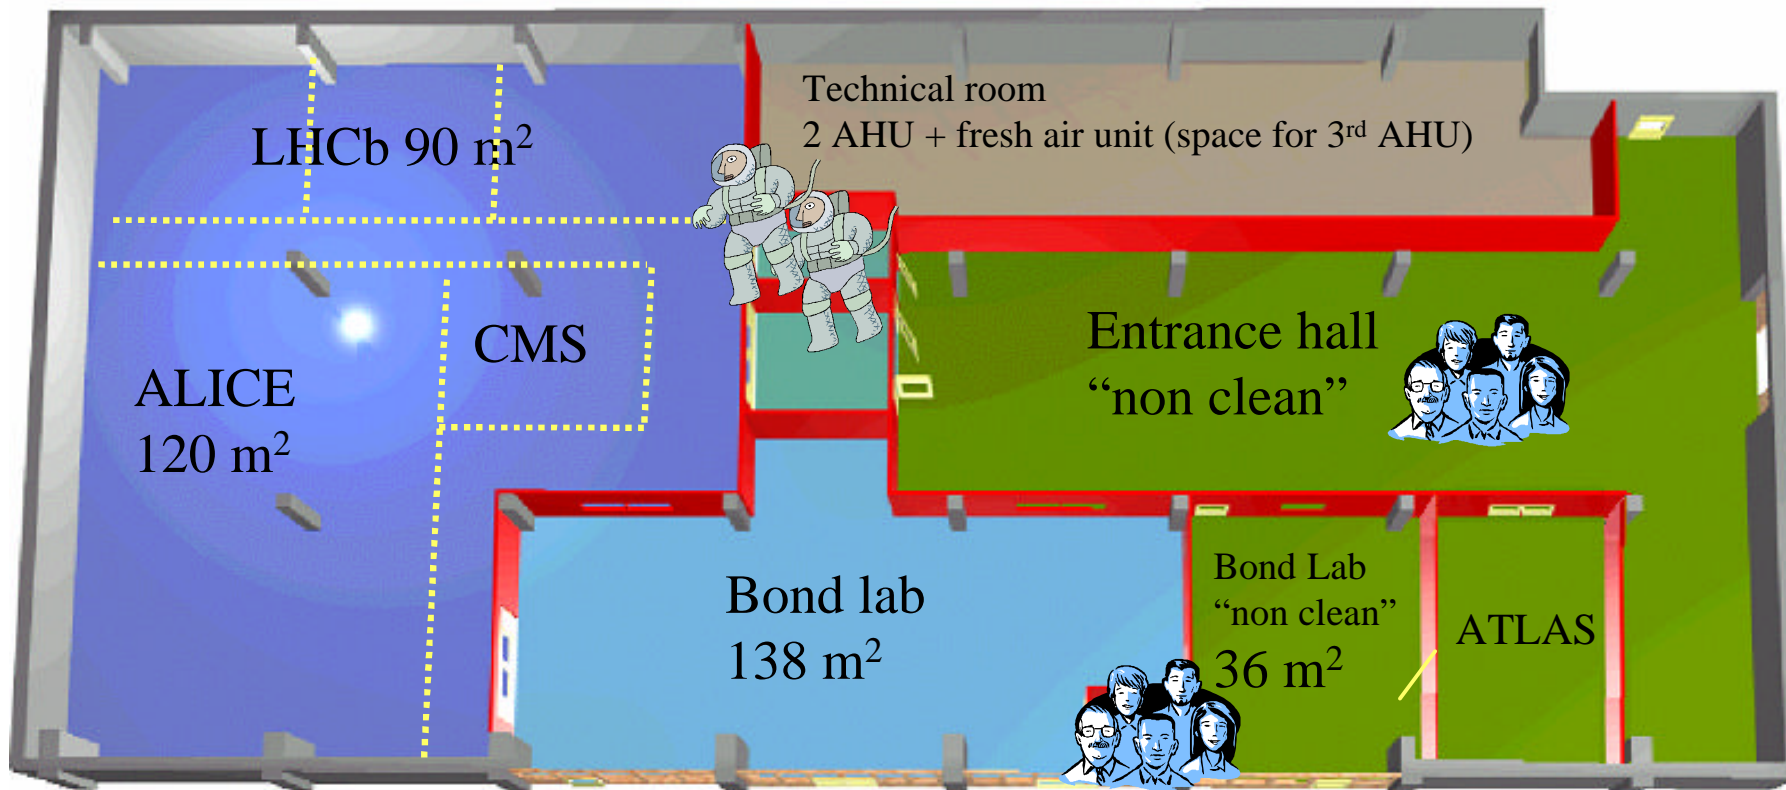 Technical room
2 AHU + fresh air unit (space for 3rd AHU)
LHCb 90 m²
CMS
ALICE
120 m²
Entrance hall
“non clean”
Bond lab
138 m²
Bond Lab
“non clean”
36 m²
ATLAS